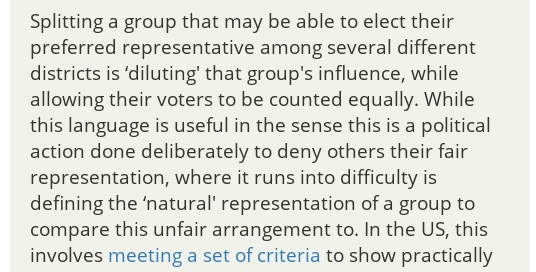 Splitting a group that may be able to elect their
preferred representative among several different
districts is ‘diluting' that group's influence, while
allowing their voters to be counted equally. While
this language is useful in the sense this is a political
action done deliberately to deny others their fair
representation, where it runs into difficulty is
defining the ‘natural' representation of a group to
compare this unfair arrangement to. In the US, this
involves meeting a set of criteria to show practically